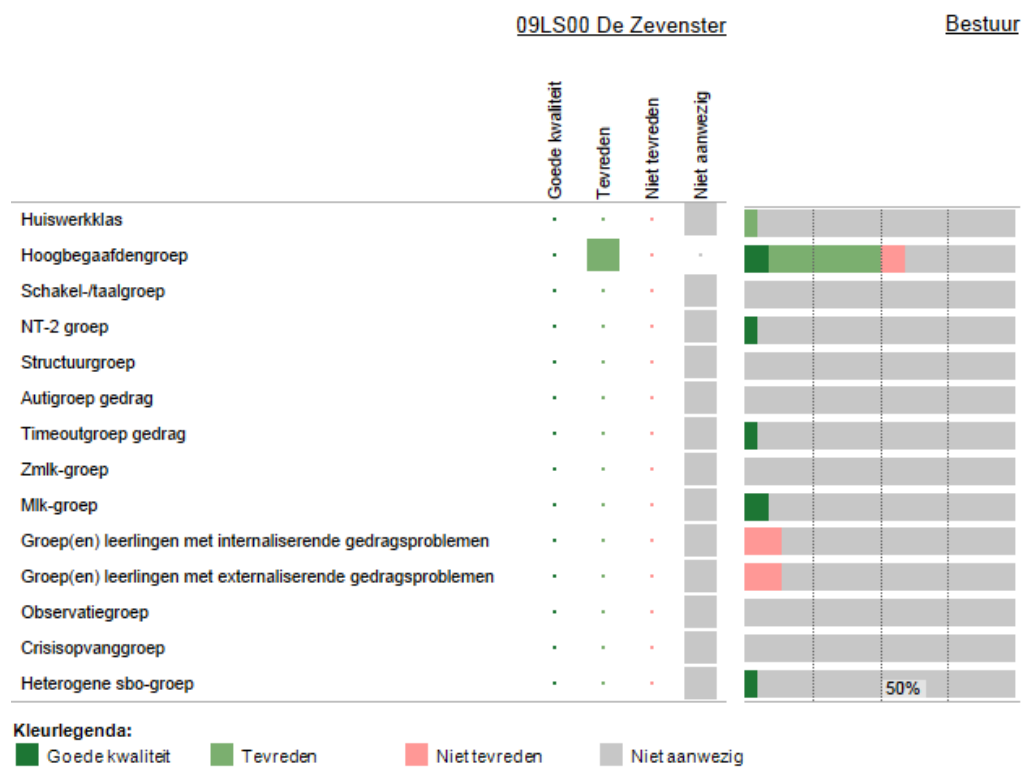 09LS00 De Zevenster
Bestuur
Goede kwaliteit
Tevreden
Niet tevreden
Niet aanwezig
Huiswerkklas
Hoogbegaafdengroep
Schakel-/taalgroep
NT-2 groep
Structuurgroep
Autigroep gedrag
Timeoutgroep gedrag
Zmlk-groep
Mlk-groep
Groep(en) leerlingen met internaliserende gedragsproblemen
Groep(en) leerlingen met externaliserende gedragsproblemen
Observatiegroep
Crisisopvanggroep
Heterogene sbo-groep
50%
Kleurlegenda:
Goede kwaliteit Tevreden Niet tevreden Niet aanwezig